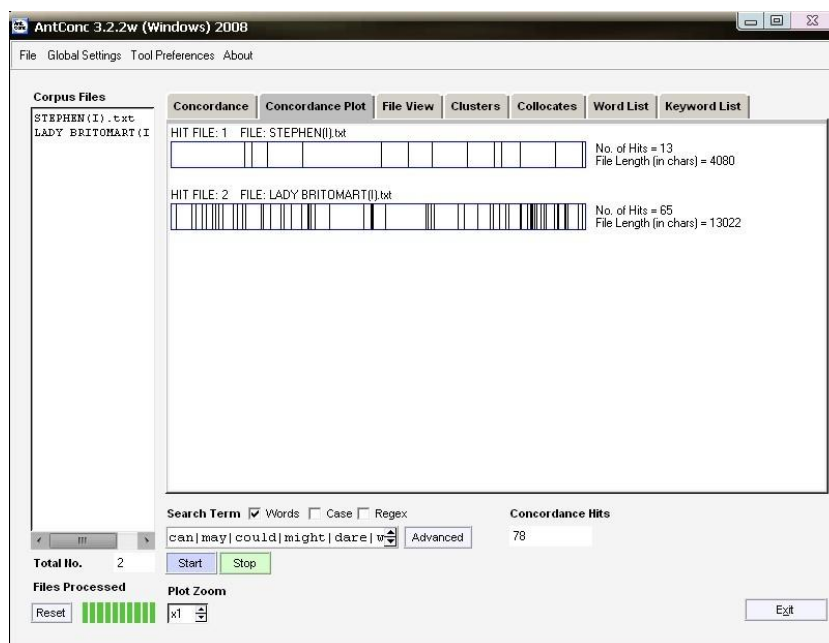 AntConc 3.2.2w (Windows) 2008
File Global Settings Tool Preferences About
Corpus Files
STEPHEN(I).txt
LADY BRITOMART(I
Concordance Concordance Plot File View Clusters Collocates Word List Keyword List
HIT FILE: 1 FILE: STEPHEN(I).txt
No. of Hits = 13
File Length (in chars) = 4080
HIT FILE: 2 FILE: LADY BRITOMART(I).txt
No. of Hits = 65
File Length (in chars) = 13022
Search Term Words Case Regex
Concordance Hits
can|may|could|might|dare|w
Advanced
78
Total No. 2
Start Stop
Files Processed
Plot Zoom
Reset
x1
Exit